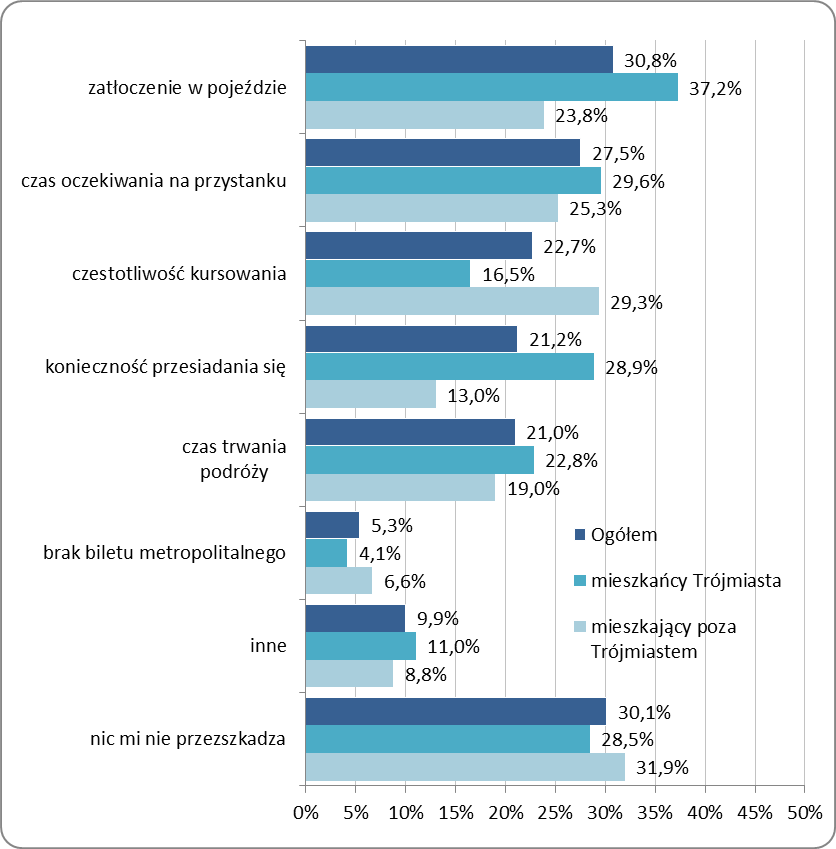 30,8%
zatłoczenie w pojeździe
37,2%
23,8%
27,5%
czas oczekiwania na przystanku
29,6%
25,3%
22,7%
czestotliwość kursowania
16,5%
29,3%
21,2%
konieczność przesiadania się
28,9%
13,0%
21,0%
czas trwania
podróży
22,8%
19,0%
5,3%
brak biletu metropolitalnego
4,1%
6,6%
9,9%
inne
11,0%
8,8%
30,1%
nic mi nie przezszkadza
28,5%
31,9%
Ogółem
mieszkańcy Trójmiasta
mieszkający poza
Trójmiastem
0% 5% 10% 15% 20% 25% 30% 35% 40% 45% 50%